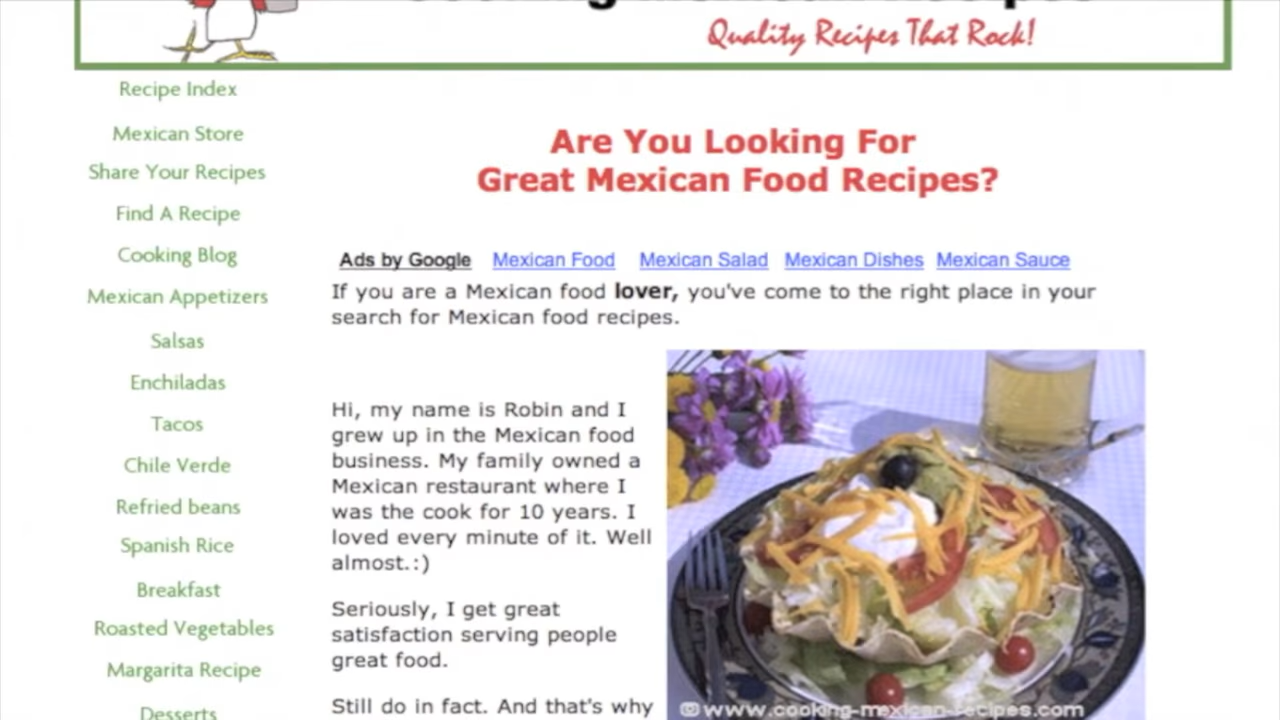 Cooking Mexican Recipes
Quality Recipes That Rock!
Recipe Index
Mexican Store
Share Your Recipes
Find A Recipe
Cooking Blog
Mexican Appetizers
Salsas
Enchiladas
Tacos
Chile Verde
Refried beans
Spanish Rice
Breakfast
Roasted Vegetables
Margarita Recipe
Desserts
Are You Looking For
Great Mexican Food Recipes?
Ads by Google Mexican Food Mexican Salad Mexican Dishes Mexican Sauce
If you are a Mexican food lover, you've come to the right place in your
search for Mexican food recipes.
Hi, my name is Robin and I
grew up in the Mexican food
business. My family owned a
Mexican restaurant where I
was the cook for 10 years. I
loved every minute of it. Well
almost.:)
Seriously, I get great
satisfaction serving people
great food.
Still do in fact. And that's why
©www.cooking-mexican-recipes.com